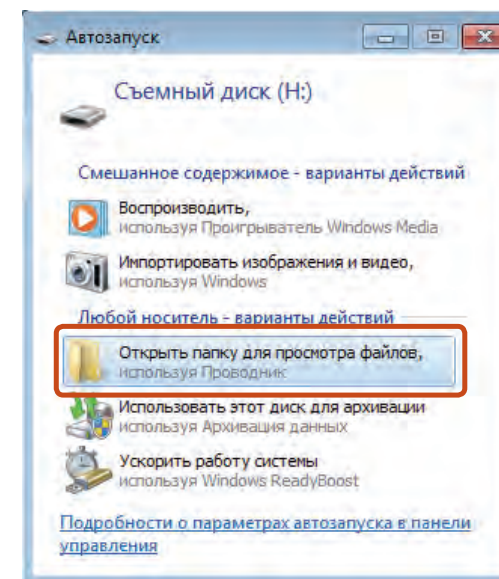 Автозапуск
Съемный диск (H:)
Смешанное содержимое - варианты действий
Воспроизводить,
используя Проигрыватель Windows Media
Импортировать изображения и видео,
используя Windows
Любой носитель - варианты действий
Открыть папку для просмотра файлов,
используя Проводник
Использовать этот диск для архивации
используя Архивация данных
Ускорить работу системы
используя Windows ReadyBoost
Подробности о параметрах автозапуска в панели
управления